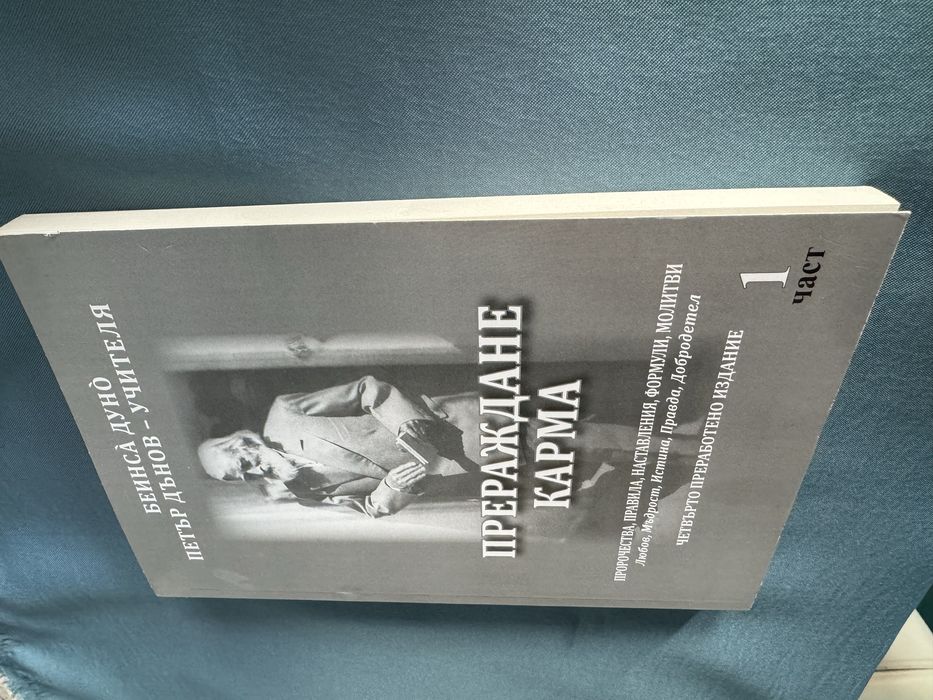 БЕИНСА̀ ДУНО̀
ПЕТЪР ДЪНОВ – УЧИТЕЛЯ
ПРЕРАЖДАНЕ
КАРМА
ПРОРОЧЕСТВА, ПРАВИЛА, НАСТАВЛЕНИЯ, ФОРМУЛИ, МОЛИТВИ
Любов, Мъдрост, Истина, Правда, Добродетел
ЧЕТВЪРТО ПРЕРАБОТЕНО ИЗДАНИЕ
1
част